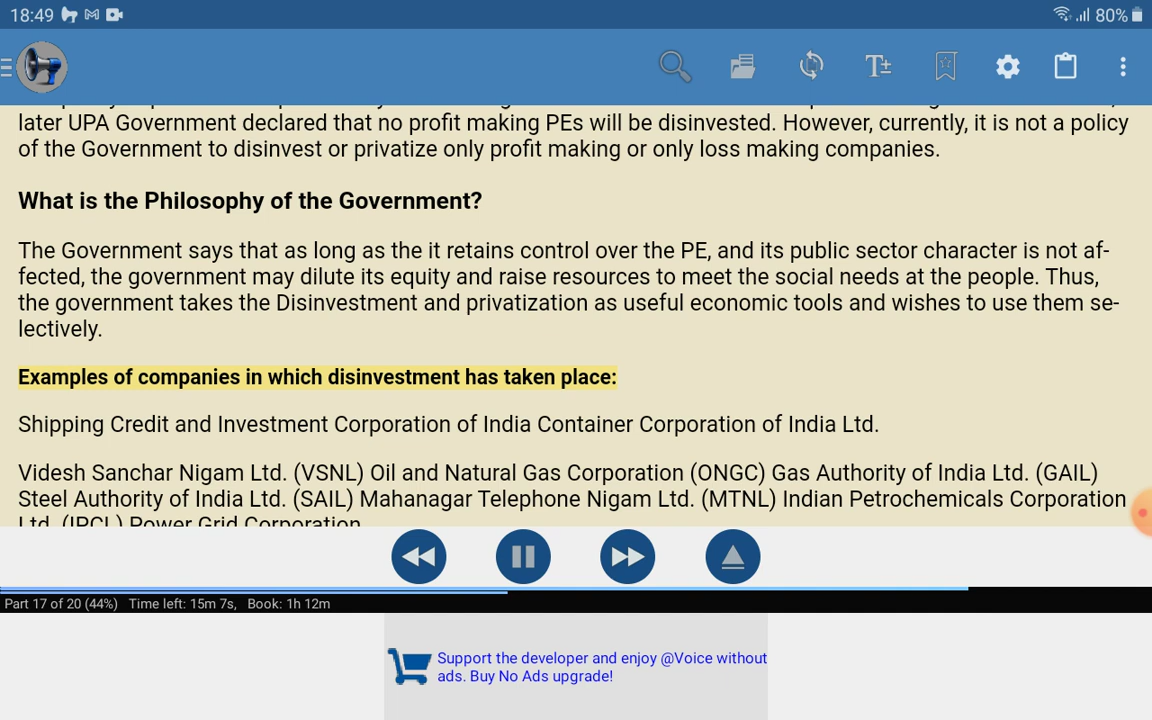 18:49
80%
T±
later UPA Government declared that no profit making PEs will be disinvested. However, currently, it is not a policy
of the Government to disinvest or privatize only profit making or only loss making companies.
What is the Philosophy of the Government?
The Government says that as long as the it retains control over the PE, and its public sector character is not af-
fected, the government may dilute its equity and raise resources to meet the social needs at the people. Thus,
the government takes the Disinvestment and privatization as useful economic tools and wishes to use them se-
lectively.
Examples of companies in which disinvestment has taken place:
Shipping Credit and Investment Corporation of India Container Corporation of India Ltd.
Videsh Sanchar Nigam Ltd. (VSNL) Oil and Natural Gas Corporation (ONGC) Gas Authority of India Ltd. (GAIL)
Steel Authority of India Ltd. (SAIL) Mahanagar Telephone Nigam Ltd. (MTNL) Indian Petrochemicals Corporation
Ltd. (IPCL) Power Grid Corporation
Part 17 of 20 (44%) Time left: 15m 7s, Book: 1h 12m
Support the developer and enjoy @Voice without
ads. Buy No Ads upgrade!